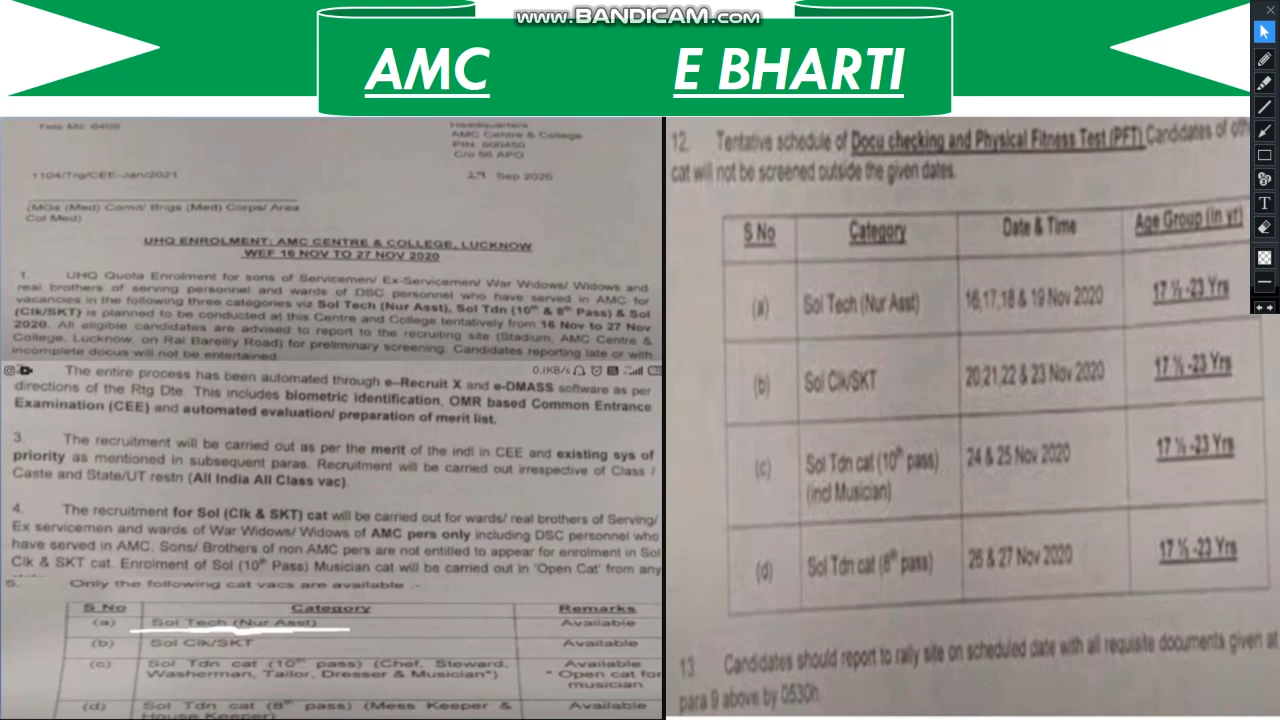 www.BANDICAM.com
AMC E BHARTI
Tele Mil 6406
Headquarters
AMC Centre & College
PIN 900450
C/o 56 APO
1104/Trg/CEE-Jan/2021
29 Sep 2020
(MGs (Med) Comd/ Brigs (Med) Corps/ Area
Col Med)
UHQ ENROLMENT: AMC CENTRE & COLLEGE, LUCKNOW
WEF 16 NOV TO 27 NOV 2020
1. UHQ Quota Enrolment for sons of Servicemen/ Ex-Servicemen/ War Widows/ Widows and
real brothers of serving personnel and wards of DSC personnel who have served in AMC for
vacancies in the following three categories viz Sol Tech (Nur Asst), Sol Tdn (10th & 8th Pass) & Sol
(Clk/SKT) is planned to be conducted at this Centre and College tentatively from 16 Nov to 27 Nov
2020. All eligible candidates are advised to report to the recruiting site (Stadium, AMC Centre &
College, Lucknow, on Rai Bareilly Road) for preliminary screening. Candidates reporting late or with
incomplete docus will not be entertained
0.1KB/s
The entire process has been automated through e-Recruit X and e-DMASS software as per
directions of the Rtg Dte. This includes biometric identification, OMR based Common Entrance
Examination (CEE) and automated evaluation/ preparation of merit list.
3. The recruitment will be carried out as per the merit of the indl in CEE and existing sys of
priority as mentioned in subsequent paras. Recruitment will be carried out irrespective of Class /
Caste and State/UT restn (All India All Class vac).
4. The recruitment for Sol (Clk & SKT) cat will be carried out for wards/ real brothers of Serving/
Ex servicemen and wards of War Widows/ Widows of AMC pers only including DSC personnel who
have served in AMC. Sons/ Brothers of non AMC pers are not entitled to appear for enrolment in Sol
Clk & SKT cat. Enrolment of Sol (10th Pass) Musician cat will be carried out in 'Open Cat' from any
5. Only the following cat vacs are available :-
S No Category Remarks
(a) Sol Tech (Nur Asst) Available
(b) Sol Clk/SKT Available
(c) Sol Tdn cat (10th pass) (Chef, Steward, Available
Washerman, Tailor, Dresser & Musician*) * Open cat for
musician
(d) Sol Tdn cat (8th pass) (Mess Keeper & Available
House Keeper)
12. Tentative schedule of Docu checking and Physical Fitness Test (PFT) Candidates of oth
cat will not be screened outside the given dates.
S No Category Date & Time Age Group (in yr)
(a) Sol Tech (Nur Asst) 16,17,18 & 19 Nov 2020 17 ½ -23 Yrs
(b) Sol Clk/SKT 20,21,22 & 23 Nov 2020 17 ½ -23 Yrs
(c) Sol Tdn cat (10th pass) 24 & 25 Nov 2020 17 ½ -23 Yrs
(incl Musician)
(d) Sol Tdn cat (8th pass) 26 & 27 Nov 2020 17 ½ -23 Yrs
13. Candidates should report to rally site on scheduled date with all requisite documents given at
para 9 above by 0530h.